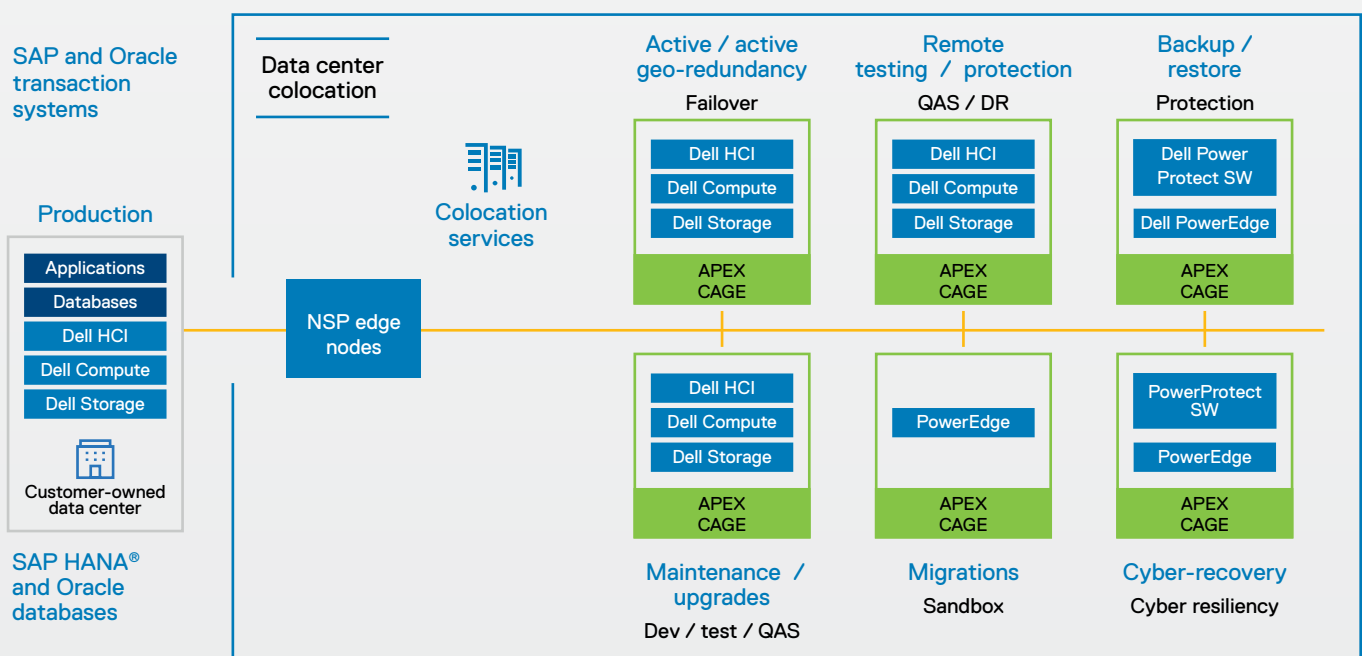 SAP and Oracle
transaction
systems
Production
Applications
Databases
Dell HCI
Dell Compute
Dell Storage
Customer-owned
data center
SAP HANA®
and Oracle
databases
Data center
colocation
Colocation
services
NSP edge
nodes
Active / active
geo-redundancy
Failover
Dell HCI
Dell Compute
Dell Storage
APEX
CAGE
Remote
testing / protection
QAS / DR
Dell HCI
Dell Compute
Dell Storage
APEX
CAGE
Backup /
restore
Protection
Dell Power
Protect SW
Dell PowerEdge
APEX
CAGE
Dell HCI
Dell Compute
Dell Storage
APEX
CAGE
Maintenance /
upgrades
Dev / test / QAS
PowerEdge
APEX
CAGE
Migrations
Sandbox
PowerProtect
SW
PowerEdge
APEX
CAGE
Cyber-recovery
Cyber resiliency